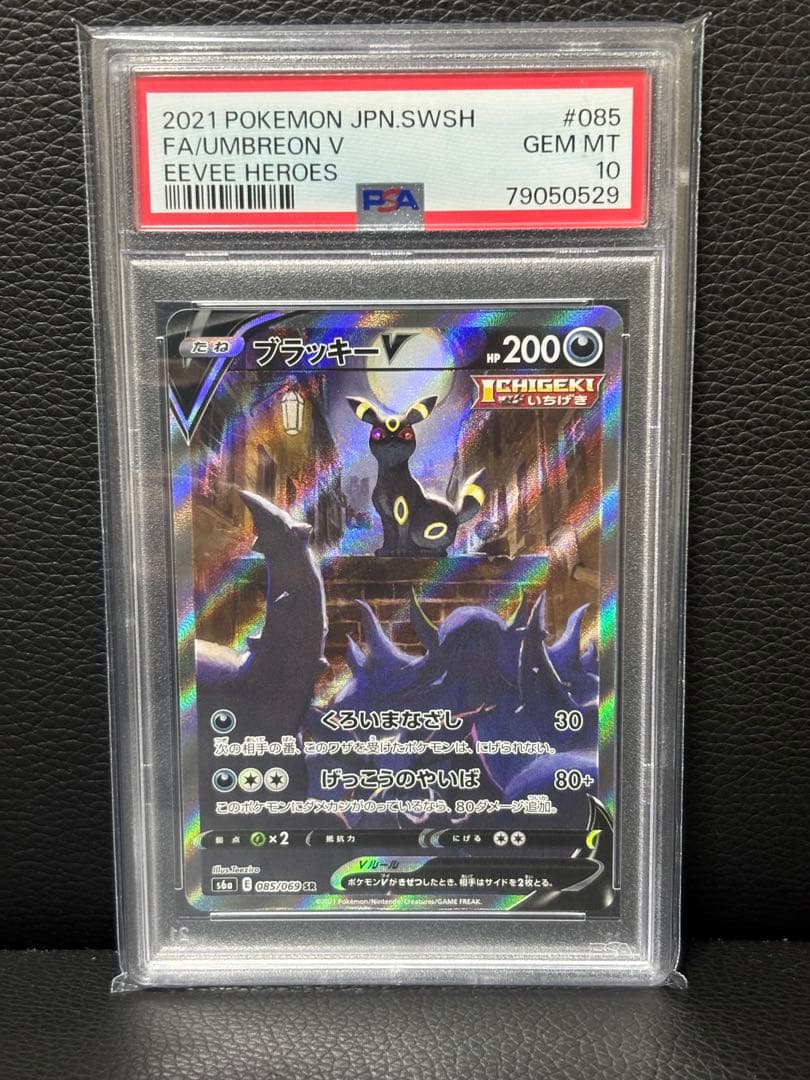 2021 POKEMON JPN.SWSH #085
FA/UMBREON V GEM MT
EEVEE HEROES 10
PSA 79050529
たね ブラッキーV HP 200
ICHIGEKI
いちげき
くろいまなざし 30
次の相手の番、このワザを受けたポケモンは、にげられない。
げっこうのやいば 80+
このポケモンにダメカンがのっているなら、80ダメージ追加。
弱点 ×2 抵抗力 にげる
Illus.Teeziro
Vルール
ポケモンVがきぜつしたとき、相手はサイドを2枚とる。
s6a E 085/069 SR
©2021 Pokémon/Nintendo/Creatures/GAME FREAK.
PSA